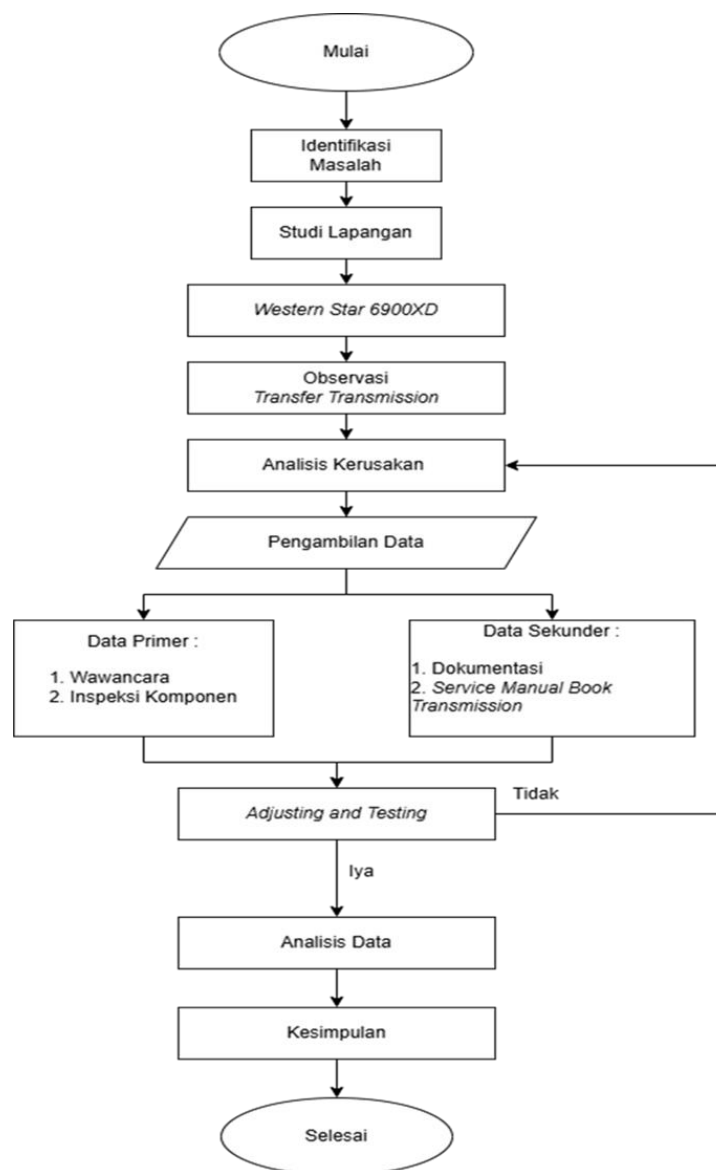 Mulai
Identifikasi
Masalah
Studi Lapangan
Western Star 6900XD
Observasi
Transfer Transmission
Analisis Kerusakan
Pengambilan Data
Data Primer :
1. Wawancara
2. Inspeksi Komponen
Data Sekunder :
1. Dokumentasi
2. Service Manual Book
Transmission
Adjusting and Testing
Tidak
Iya
Analisis Data
Kesimpulan
Selesai